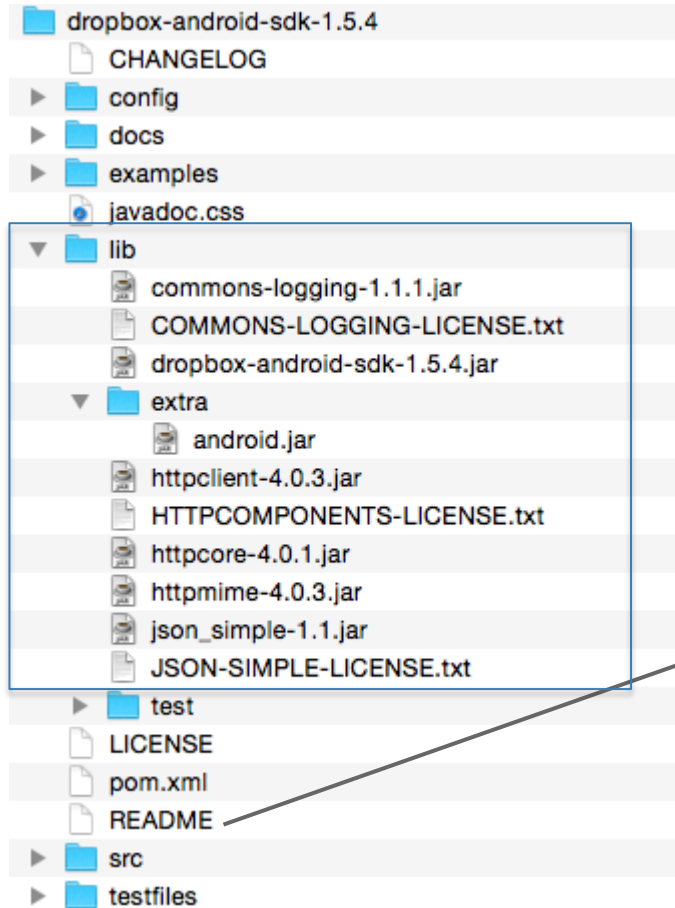 dropbox-android-sdk-1.5.4
CHANGELOG
config
docs
examples
javadoc.css
lib
commons-logging-1.1.1.jar
COMMONS-LOGGING-LICENSE.txt
dropbox-android-sdk-1.5.4.jar
extra
android.jar
httpclient-4.0.3.jar
HTTPCOMPONENTS-LICENSE.txt
httpcore-4.0.1.jar
httpmime-4.0.3.jar
json_simple-1.1.jar
JSON-SIMPLE-LICENSE.txt
test
LICENSE
pom.xml
README
src
testfiles